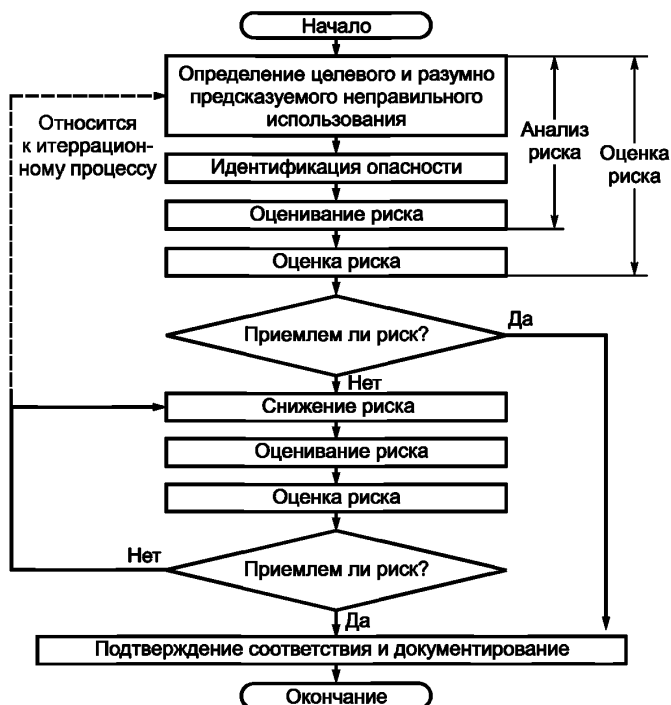 Начало
Определение целевого и разумно
предсказуемого неправильного
использования
Относится
к итеррацион-
ному процессу
Анализ
риска
Оценка
риска
Идентификация опасности
Оценивание риска
Оценка риска
Приемлем ли риск?
Да
Нет
Снижение риска
Оценивание риска
Оценка риска
Нет
Приемлем ли риск?
Да
Подтверждение соответствия и документирование
Окончание